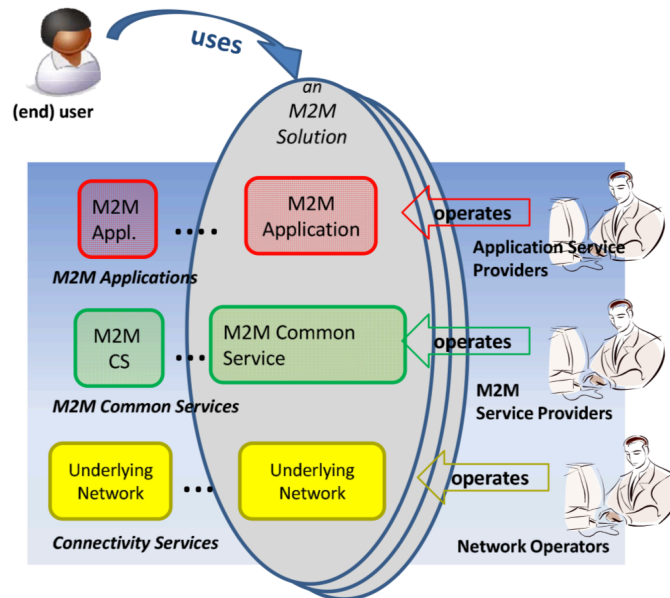 uses
(end) user
an
M2M
Solution
M2M
Appl.
....
M2M
Application
operates
Application Service
Providers
M2M Applications
M2M
CS
...
M2M Common
Service
operates
M2M
Service Providers
M2M Common Services
Underlying
Network
...
Underlying
Network
operates
Connectivity Services
Network Operators